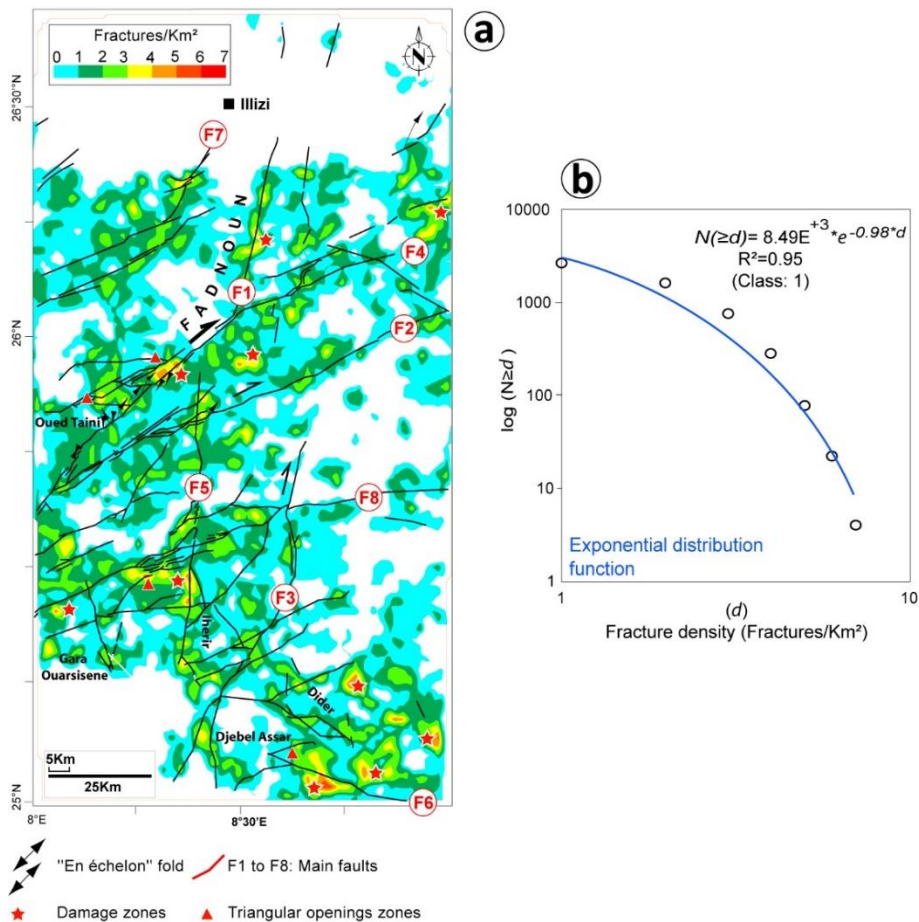 a
Fractures/Km²
0 1 2 3 4 5 6 7
N
26°30'N
Illizi
F7
FADNOUN
F4
F1
F2
26°N
Oued Taini
F5
F8
F3
Iherir
Gara
Ouarsisene
Dider
Djebel Assar
5Km
25Km
F6
25°N
8°E
8°30'E
"En échelon" fold
F1 to F8: Main faults
Damage zones
Triangular openings zones
b
10000
1000
100
10
1
log (N≥d)
N(≥d)= 8.49E+3*e-0.98*d
R²=0.95
(Class: 1)
Exponential distribution
function
1
10
(d)
Fracture density (Fractures/Km²)